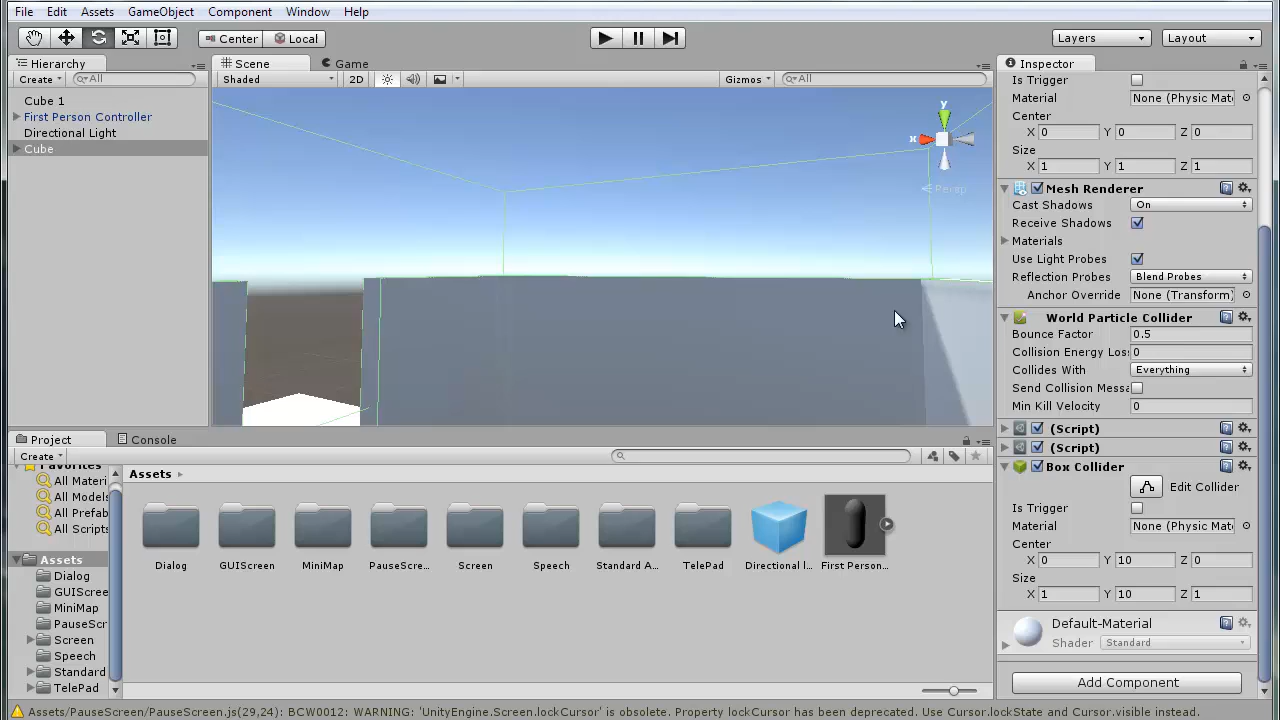 File Edit Assets GameObject Component Window Help
Center Local
Layers Layout
Hierarchy
Create All
Cube 1
First Person Controller
Directional Light
Cube
Scene Game
Shaded 2D Gizmos All
y
x
Persp
Inspector
Is Trigger
Material None (Physic Mat
Center
X 0 Y 0 Z 0
Size
X 1 Y 1 Z 1
Mesh Renderer
Cast Shadows On
Receive Shadows
Materials
Use Light Probes
Reflection Probes Blend Probes
Anchor Override None (Transform)
World Particle Collider
Bounce Factor 0.5
Collision Energy Los 0
Collides With Everything
Send Collision Messa
Min Kill Velocity 0
(Script)
(Script)
Box Collider
Edit Collider
Is Trigger
Material None (Physic Mat
Center
X 0 Y 10 Z 0
Size
X 1 Y 10 Z 1
Default-Material
Shader Standard
Add Component
Project Console
Create
Favorites
All Materi
All Models
All Prefab
All Scripts
Assets
Dialog
GUIScree
MiniMap
PauseScr
Screen
Speech
Standard
TelePad
Assets
Dialog GUIScreen MiniMap PauseScre... Screen Speech Standard A... TelePad Directional l... First Person...
Assets/PauseScreen/PauseScreen.js(29,24): BCW0012: WARNING: 'UnityEngine.Screen.lockCursor' is obsolete. Property lockCursor has been deprecated. Use Cursor.lockState and Cursor.visible instead.